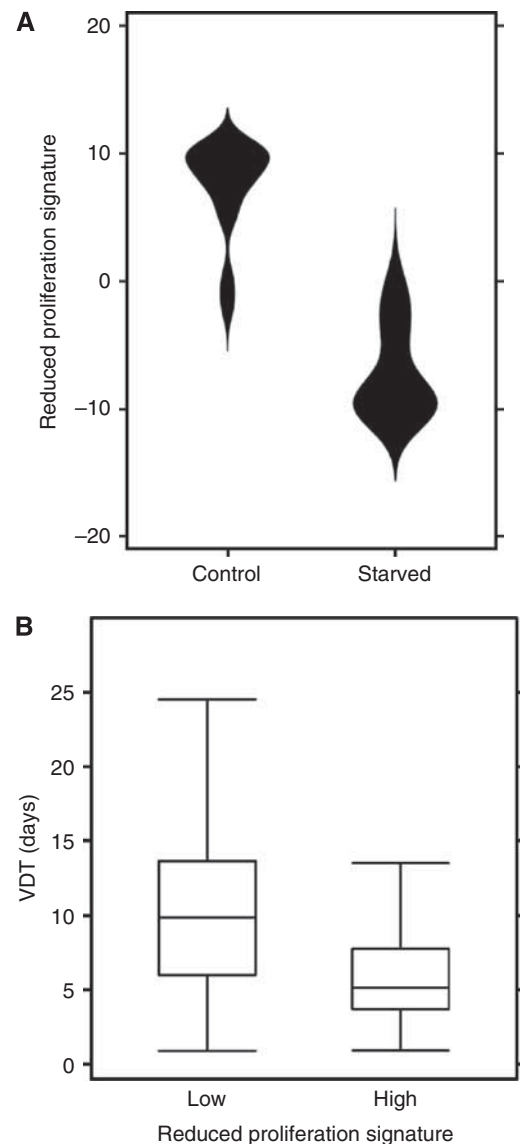 A
20
10
0
–10
–20
Reduced proliferation signature
Control Starved
B
25
20
15
10
5
0
VDT (days)
Low High
Reduced proliferation signature